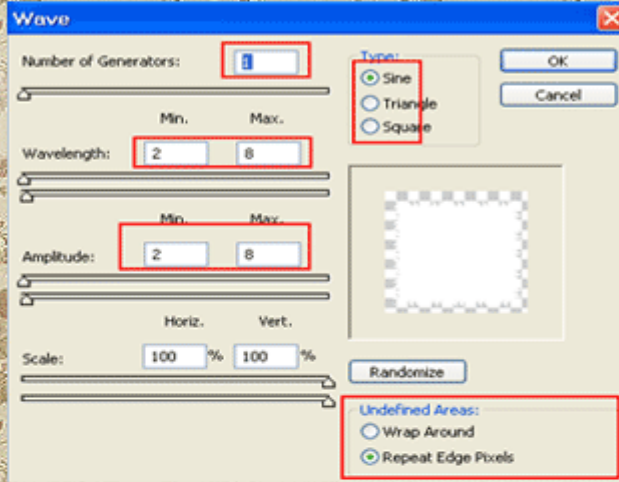 Wave
Number of Generators: 1
Type:
Sine
Triangle
Square
OK
Cancel
Min. Max.
Wavelength: 2 8
Min. Max.
Amplitude: 2 8
Horiz. Vert.
Scale: 100 % 100 %
Randomize
Undefined Areas:
Wrap Around
Repeat Edge Pixels